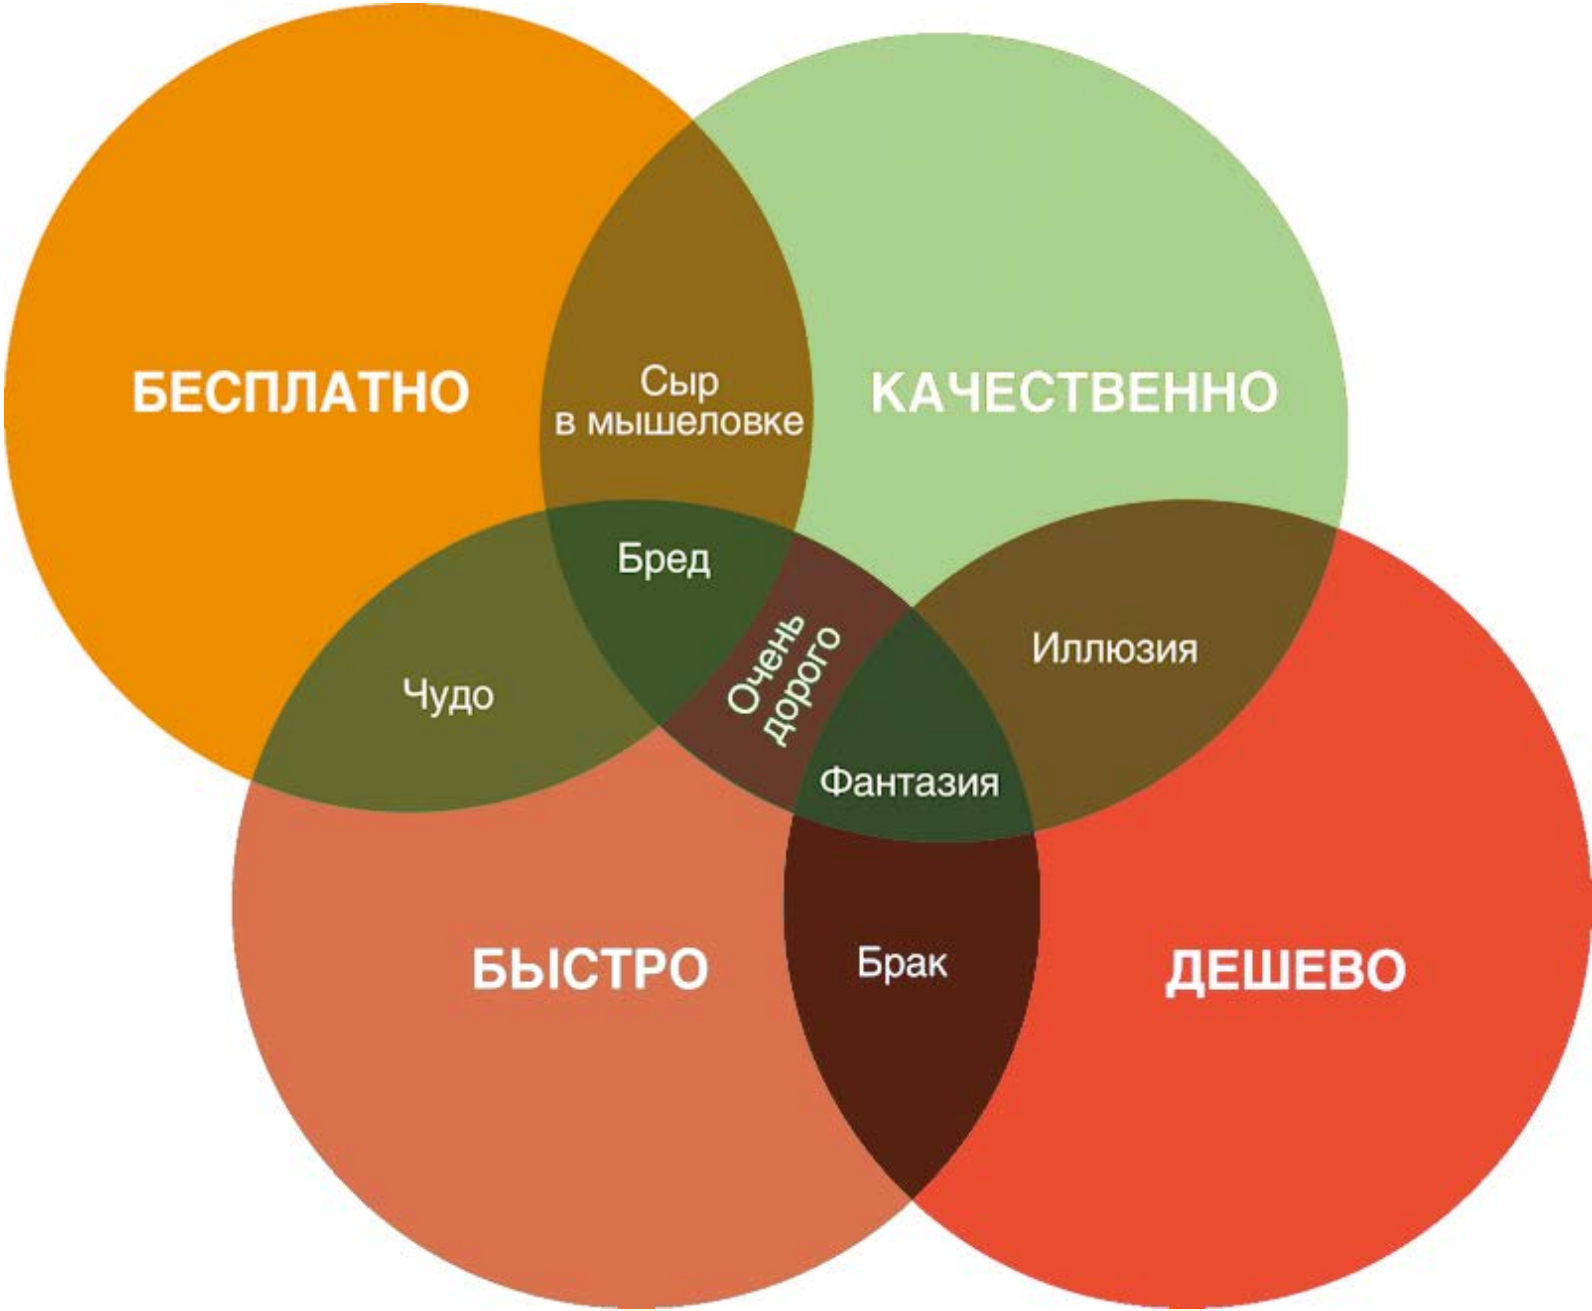 БЕСПЛАТНО
Сыр
в мышеловке
КАЧЕСТВЕННО
Бред
Очень
дорого
Иллюзия
Чудо
Фантазия
БЫСТРО
Брак
ДЕШЕВО